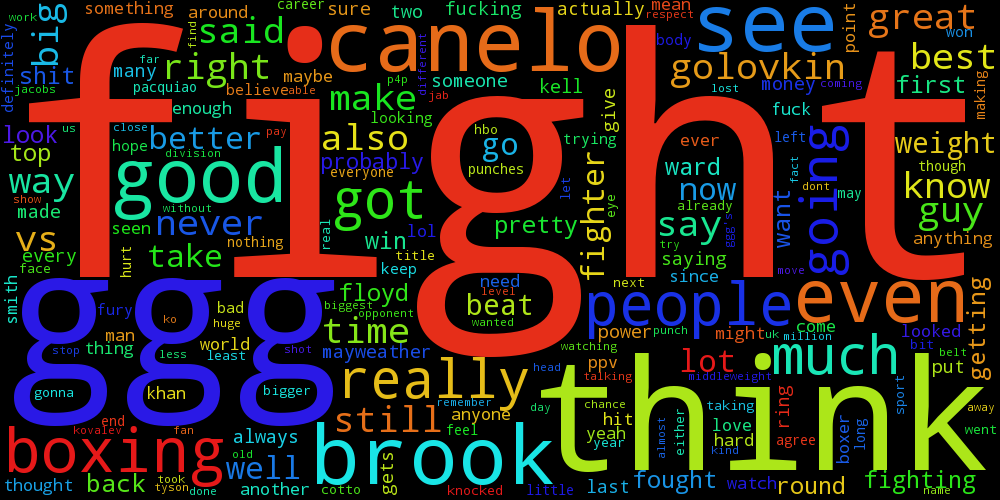 something
around
career
sure
two
fucking
actually
mean
respect
point
great
won
work
big
said
find
canelo
see
body
best
definitely
shit
far
many
right
maybe
p4p
different
someone
kell
golovkin
money
coming
first
jacobs
pacquiao
believe
able
make
jab
lost
fuck
making
fight
enough
looking
give
look
us
close
better
pay
also
hbo
go
trying
ever
left
weight
top
hope
division
probably
everyone
punches
ward
fact
though
way
good
let
eye
now
dont
may
know
show
without
got
already
want
going
made
seen
never
real
lol
pretty
fighter
say
ggg's
guy
vs
nothing
win
title
try
saying
anything
every
face
hurt
take
keep
since
move
next
smith
ggg
need
level
floyd
biggest
opponent
beat
wanted
people
even
getting
fury
ko
bad
huge
time
power
punch
might
uk
million
come
looked
man
thing
world
stop
less
least
shot
mayweather
watching
ppv
talking
lot
much
bit
belt
put
middleweight
really
head
think
gonna
khan
bigger
remember
day
chance
hit
taking
ring
sport
away
still
anyone
feel
yeah
year
almost
either
love
hard
kind
agree
boxer
long
went
end
kovalev
fan
boxing
always
old
well
brook
gets
thought
back
took
tyson
done
another
cotto
knocked
little
last
fought
watch
round
fighting
name